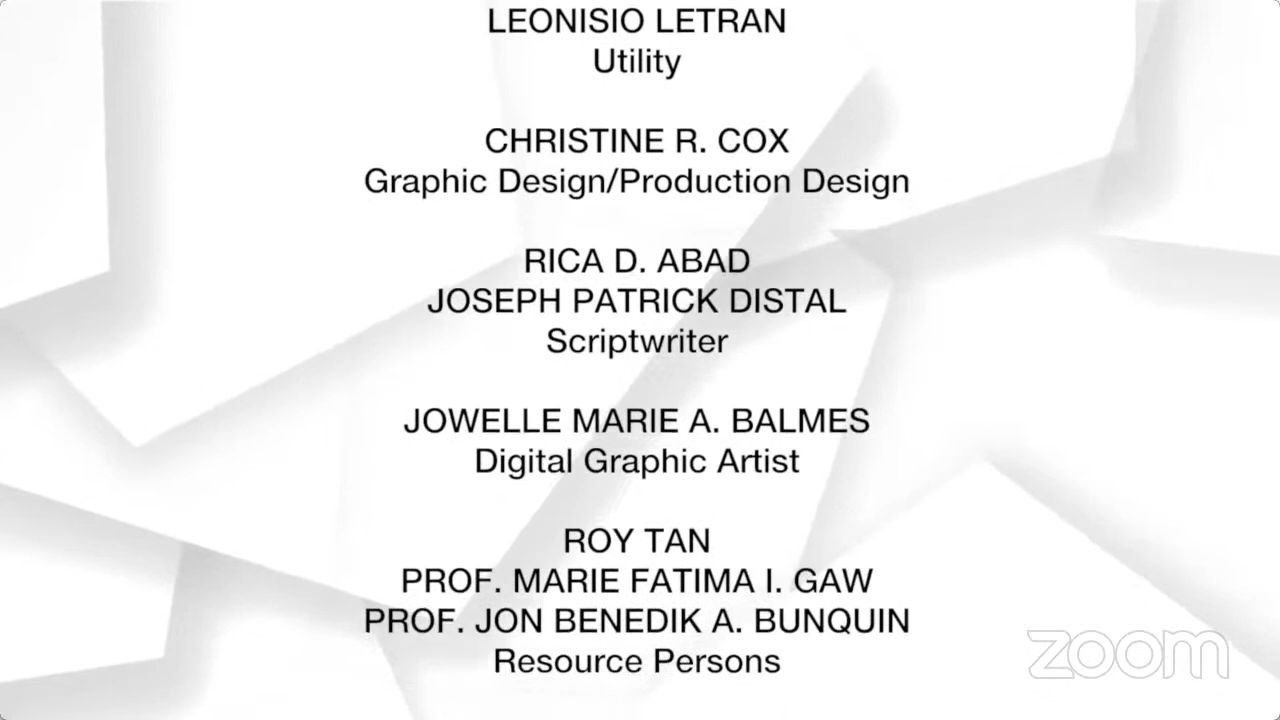 LEONISIO LETRAN
Utility
CHRISTINE R. COX
Graphic Design/Production Design
RICA D. ABAD
JOSEPH PATRICK DISTAL
Scriptwriter
JOWELLE MARIE A. BALMES
Digital Graphic Artist
ROY TAN
PROF. MARIE FATIMA I. GAW
PROF. JON BENEDIK A. BUNQUIN
Resource Persons
zoom